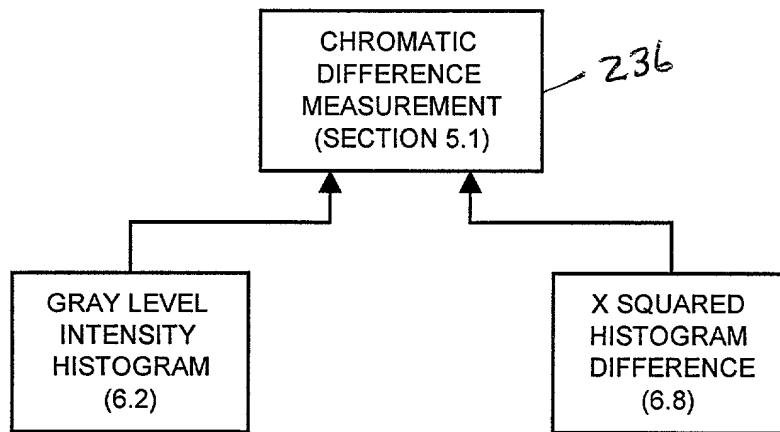 CHROMATIC
DIFFERENCE
MEASUREMENT
(SECTION 5.1)
236
GRAY LEVEL
INTENSITY
HISTOGRAM
(6.2)
X SQUARED
HISTOGRAM
DIFFERENCE
(6.8)